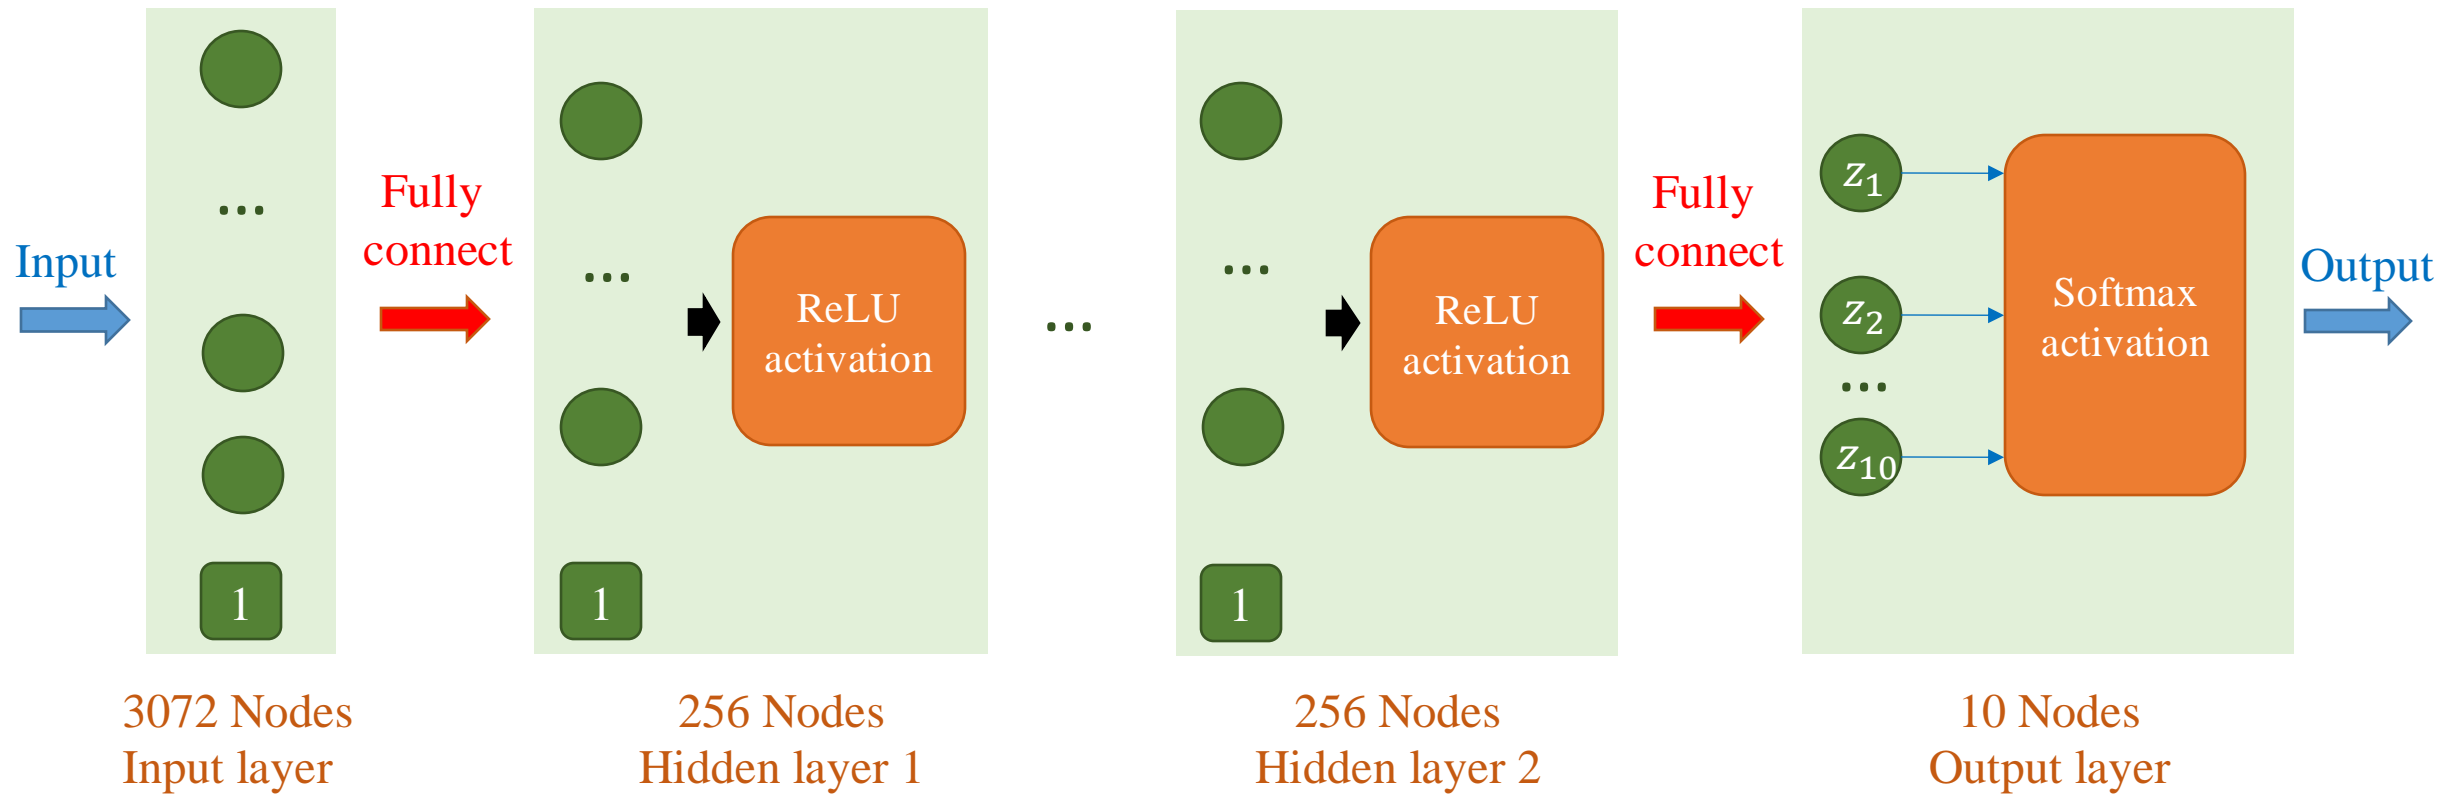 Input
...
1
3072 Nodes
Input layer
Fully
connect
...
1
ReLU
activation
256 Nodes
Hidden layer 1
...
...
1
ReLU
activation
256 Nodes
Hidden layer 2
Fully
connect
z₁
z₂
...
z₁₀
Softmax
activation
10 Nodes
Output layer
Output